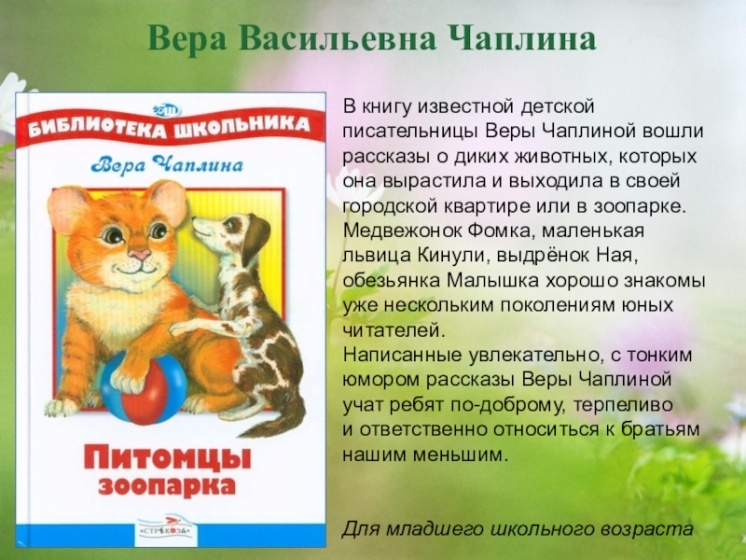 Вера Васильевна Чаплина
БШ
БИБЛИОТЕКА ШКОЛЬНИКА
Вера Чаплина
Питомцы
зоопарка
«СТРЕКОЗА»
В книгу известной детской
писательницы Веры Чаплиной вошли
рассказы о диких животных, которых
она вырастила и выходила в своей
городской квартире или в зоопарке.
Медвежонок Фомка, маленькая
львица Кинули, выдрёнок Ная,
обезьянка Малышка хорошо знакомы
уже нескольким поколениям юных
читателей.
Написанные увлекательно, с тонким
юмором рассказы Веры Чаплиной
учат ребят по-доброму, терпеливо
и ответственно относиться к братьям
нашим меньшим.
Для младшего школьного возраста